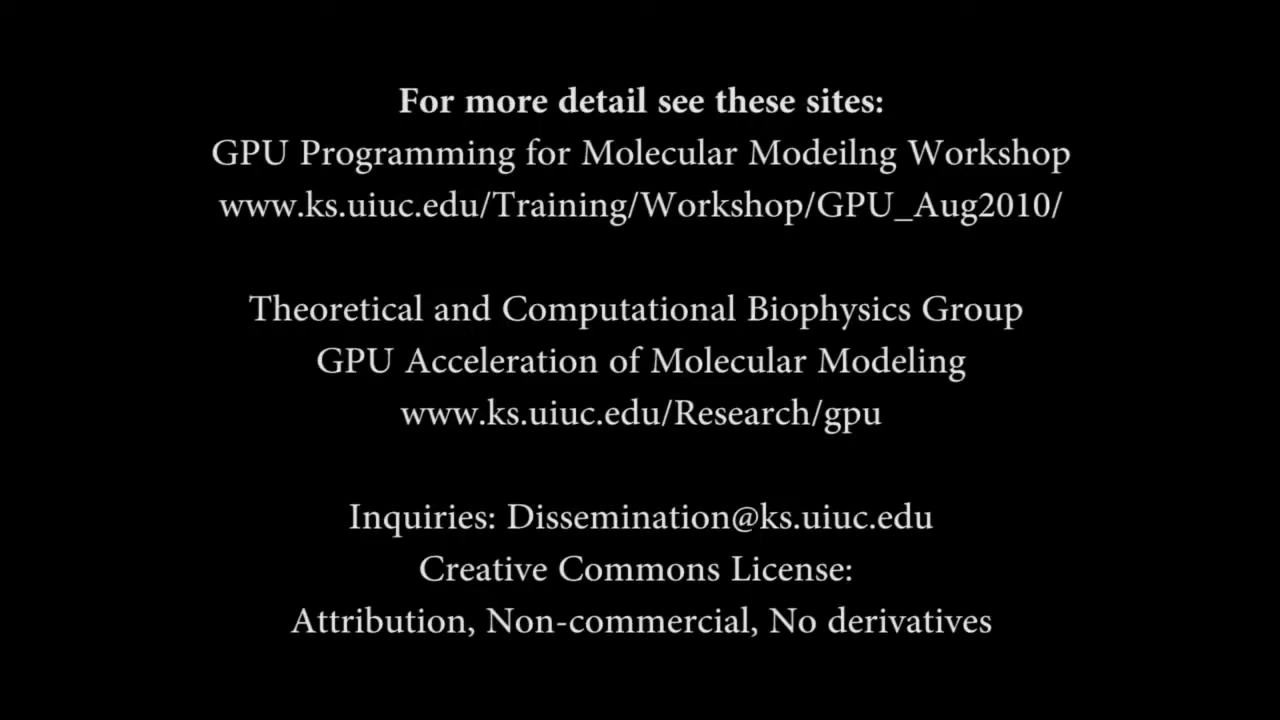 For more detail see these sites:
GPU Programming for Molecular Modeilng Workshop
www.ks.uiuc.edu/Training/Workshop/GPU_Aug2010/
Theoretical and Computational Biophysics Group
GPU Acceleration of Molecular Modeling
www.ks.uiuc.edu/Research/gpu
Inquiries: Dissemination@ks.uiuc.edu
Creative Commons License:
Attribution, Non-commercial, No derivatives